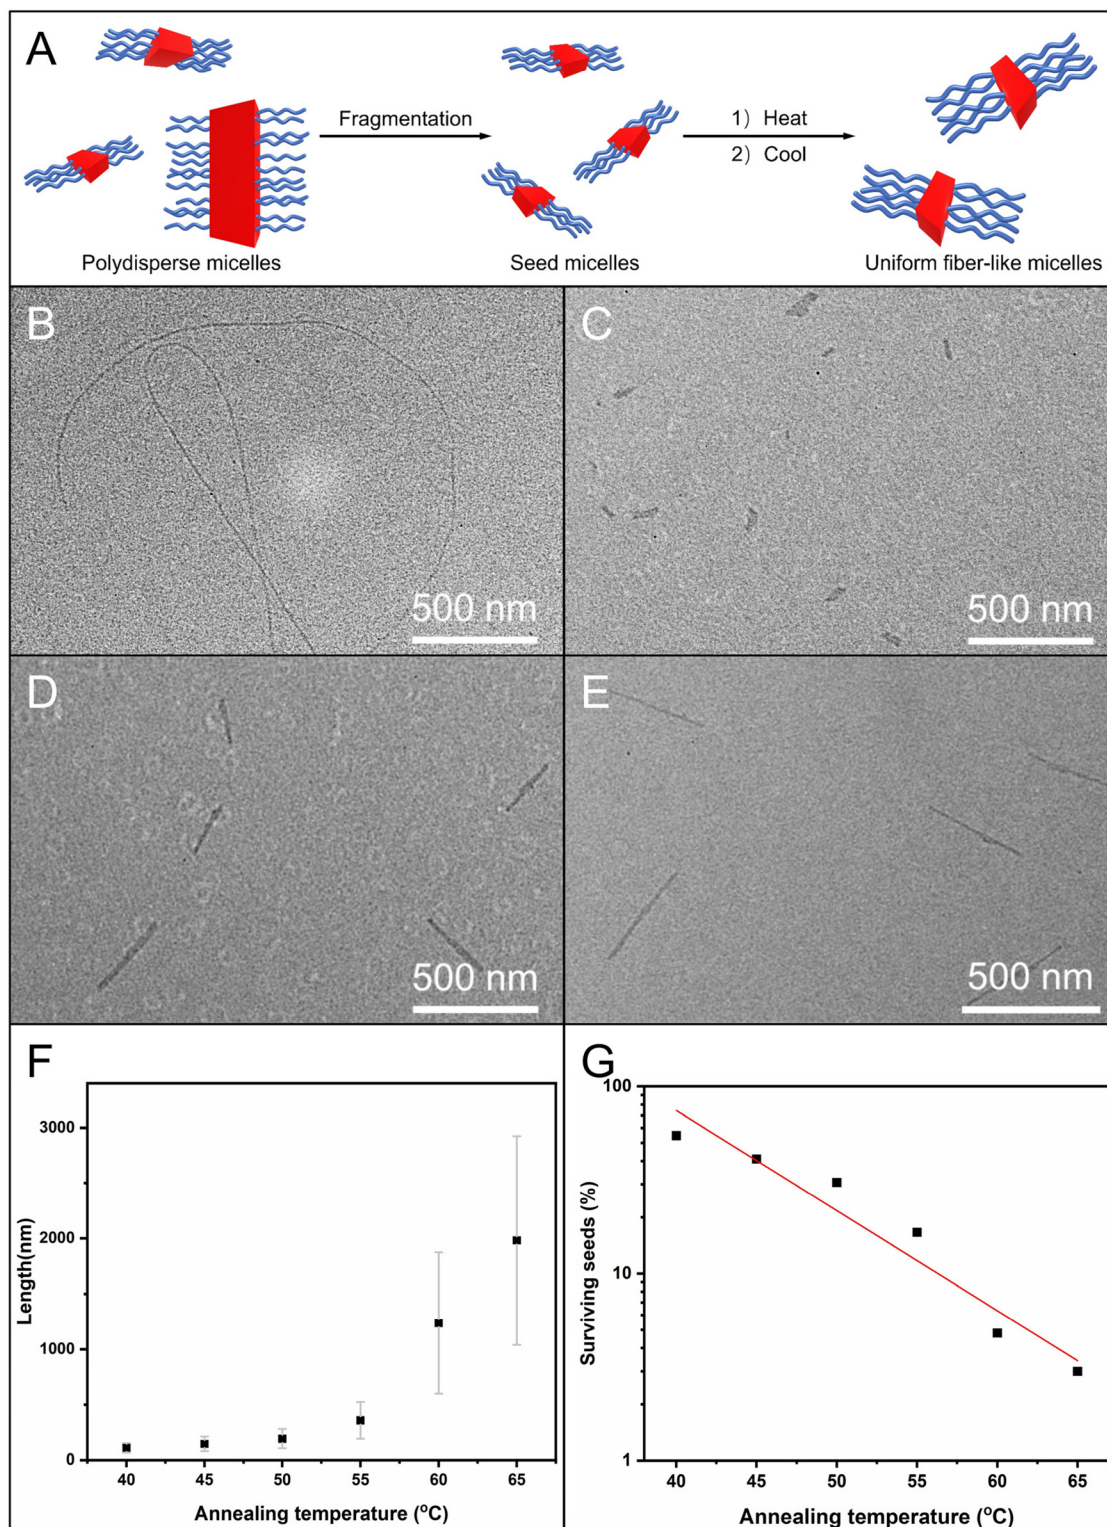 A
Fragmentation
1) Heat
2) Cool
Polydisperse micelles
Seed micelles
Uniform fiber-like micelles
B
500 nm
C
500 nm
D
500 nm
E
500 nm
F
3000
2000
1000
0
Length(nm)
40 45 50 55 60 65
Annealing temperature (°C)
G
100
10
1
Surviving seeds (%)
40 45 50 55 60 65
Annealing temperature (°C)